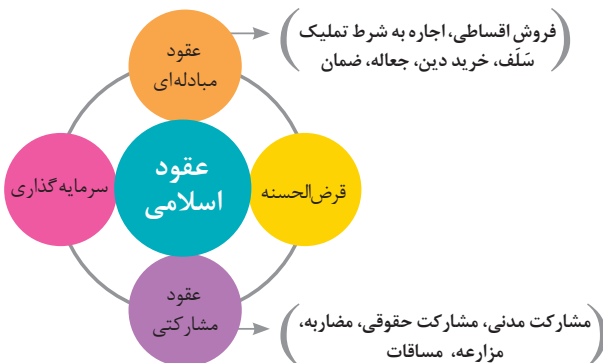 عقود
مبادله‌ای
(فروش اقساطی، اجاره به شرط تملیک
سَلَف، خرید دین، جعاله، ضمان)
قرض‌الحسنه
عقود
اسلامی
سرمایه‌گذاری
عقود
مشارکتی
(مشارکت مدنی، مشارکت حقوقی، مضاربه،
مزارعه، مساقات)